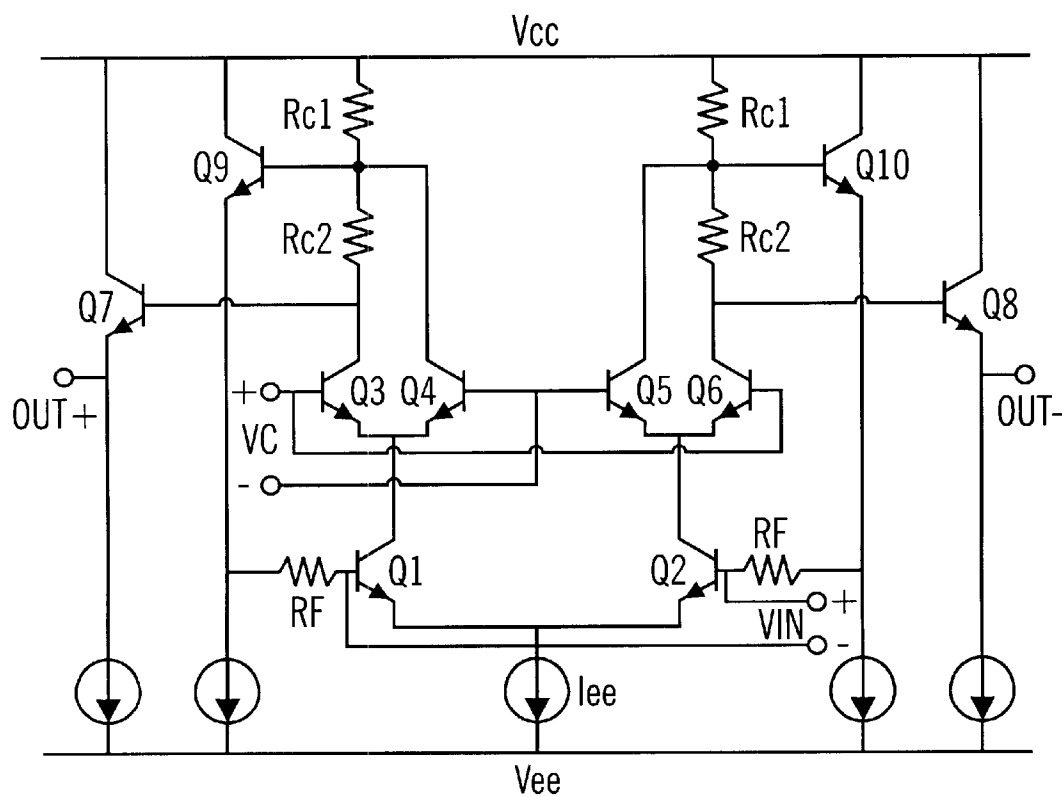 Vcc
Rc1
Rc1
Q9
Q10
Rc2
Rc2
Q7
Q8
+
Q3
Q4
Q5
Q6
OUT+
VC
OUT-
-
RF
Q1
Q2
RF
+
VIN
-
Iee
Vee